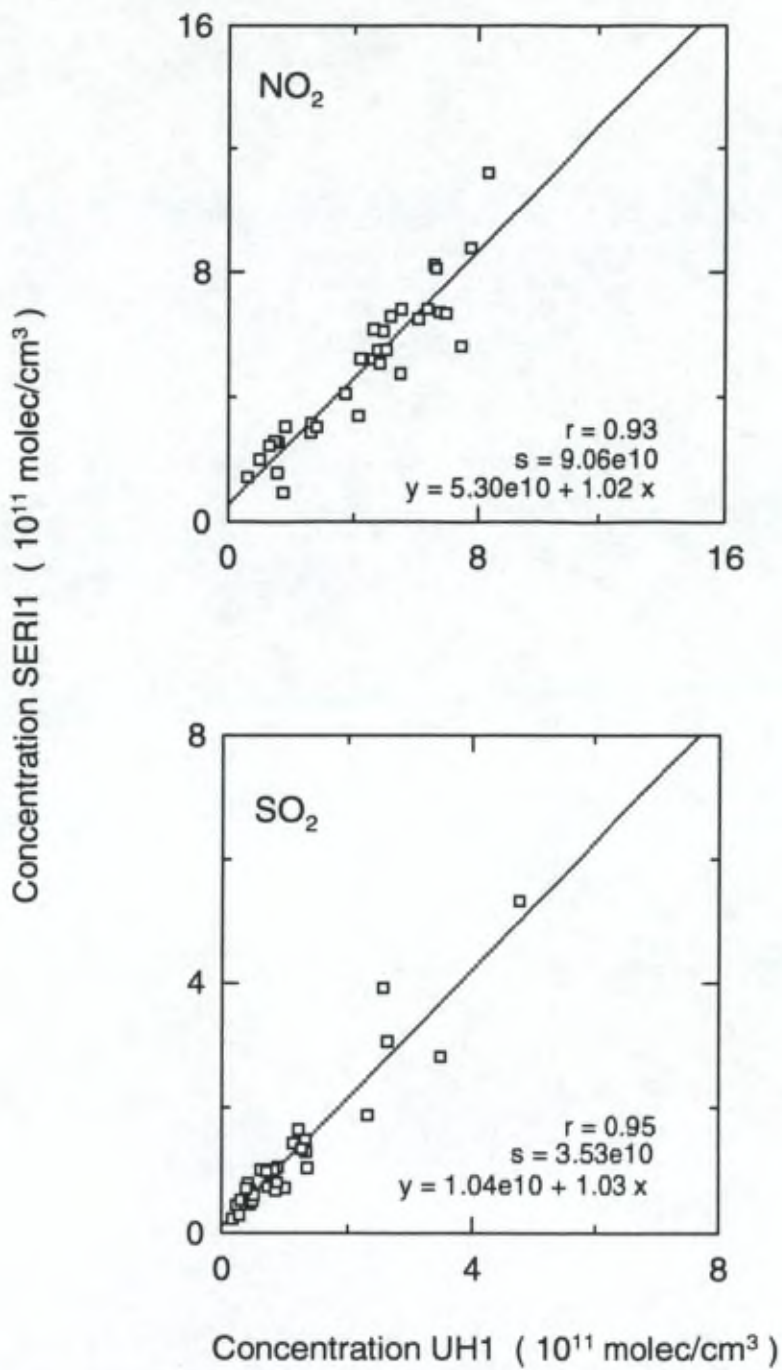 Concentration SERI1 ( 10¹¹ molec/cm³ )
16
NO₂
8
r = 0.93
s = 9.06e10
y = 5.30e10 + 1.02 x
0
0 8 16
8
SO₂
4
r = 0.95
s = 3.53e10
y = 1.04e10 + 1.03 x
0
0 4 8
Concentration UH1 ( 10¹¹ molec/cm³ )